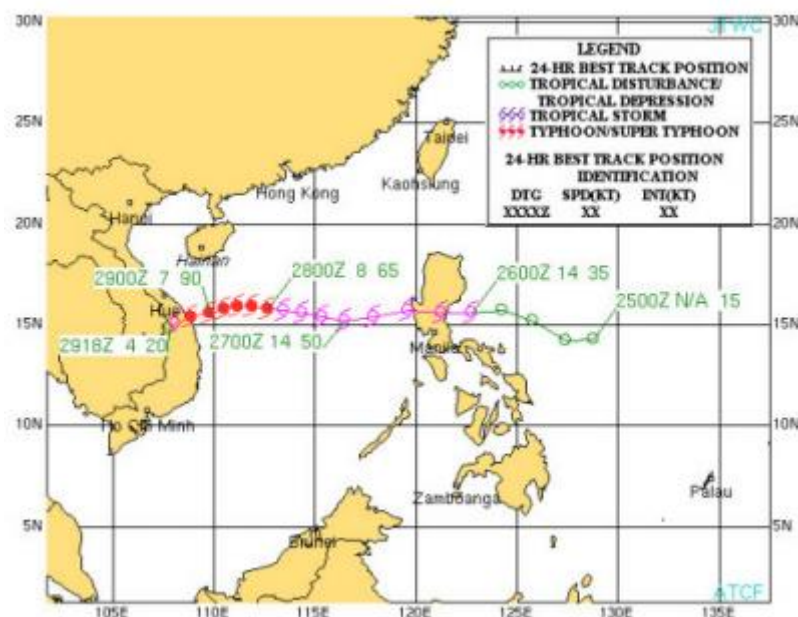 30N
JTWC
30N
LEGEND
24-HR BEST TRACK POSITION
TROPICAL DISTURBANCE/
TROPICAL DEPRESSION
TROPICAL STORM
TYPHOON/SUPER TYPHOON
24-HR BEST TRACK POSITION
IDENTIFICATION
DTG SPD(KT) INT(KT)
XXXXZ XX XX
25N
Taipei
Kaohsiung
Hong Kong
20N
Hanoi
Hainan
2900Z 7 90
2800Z 8 65
2600Z 14 35
2500Z N/A 15
Hue
15N
15N
2918Z 4 20
2700Z 14 50
Manila
10N
10N
Ho Chi Minh
Zamboanga
Palau
5N
5N
Brunei
ATCF
105E 110E 115E 120E 125E 130E 135E